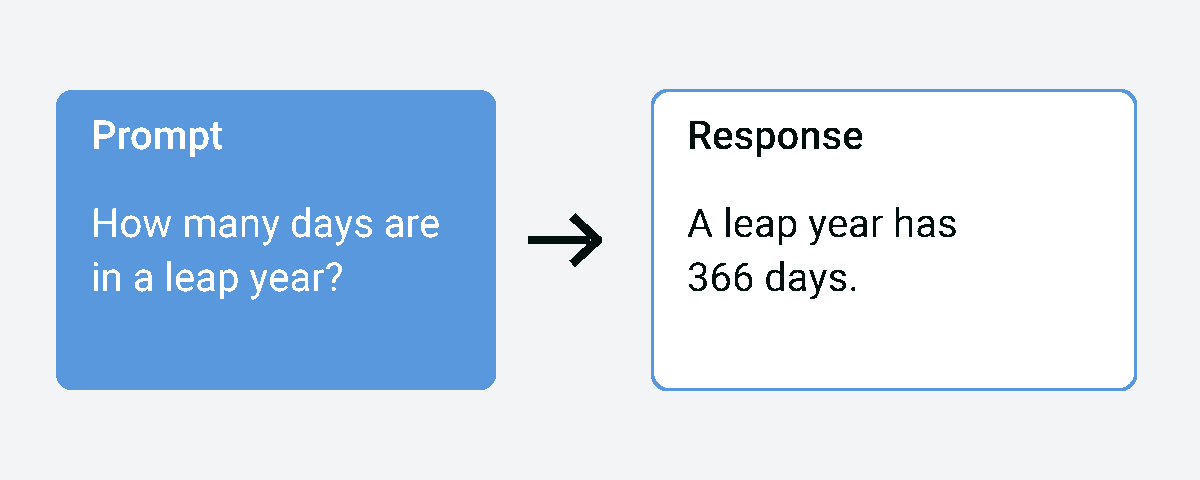 Prompt
How many days are
in a leap year?
Response
A leap year has
366 days.